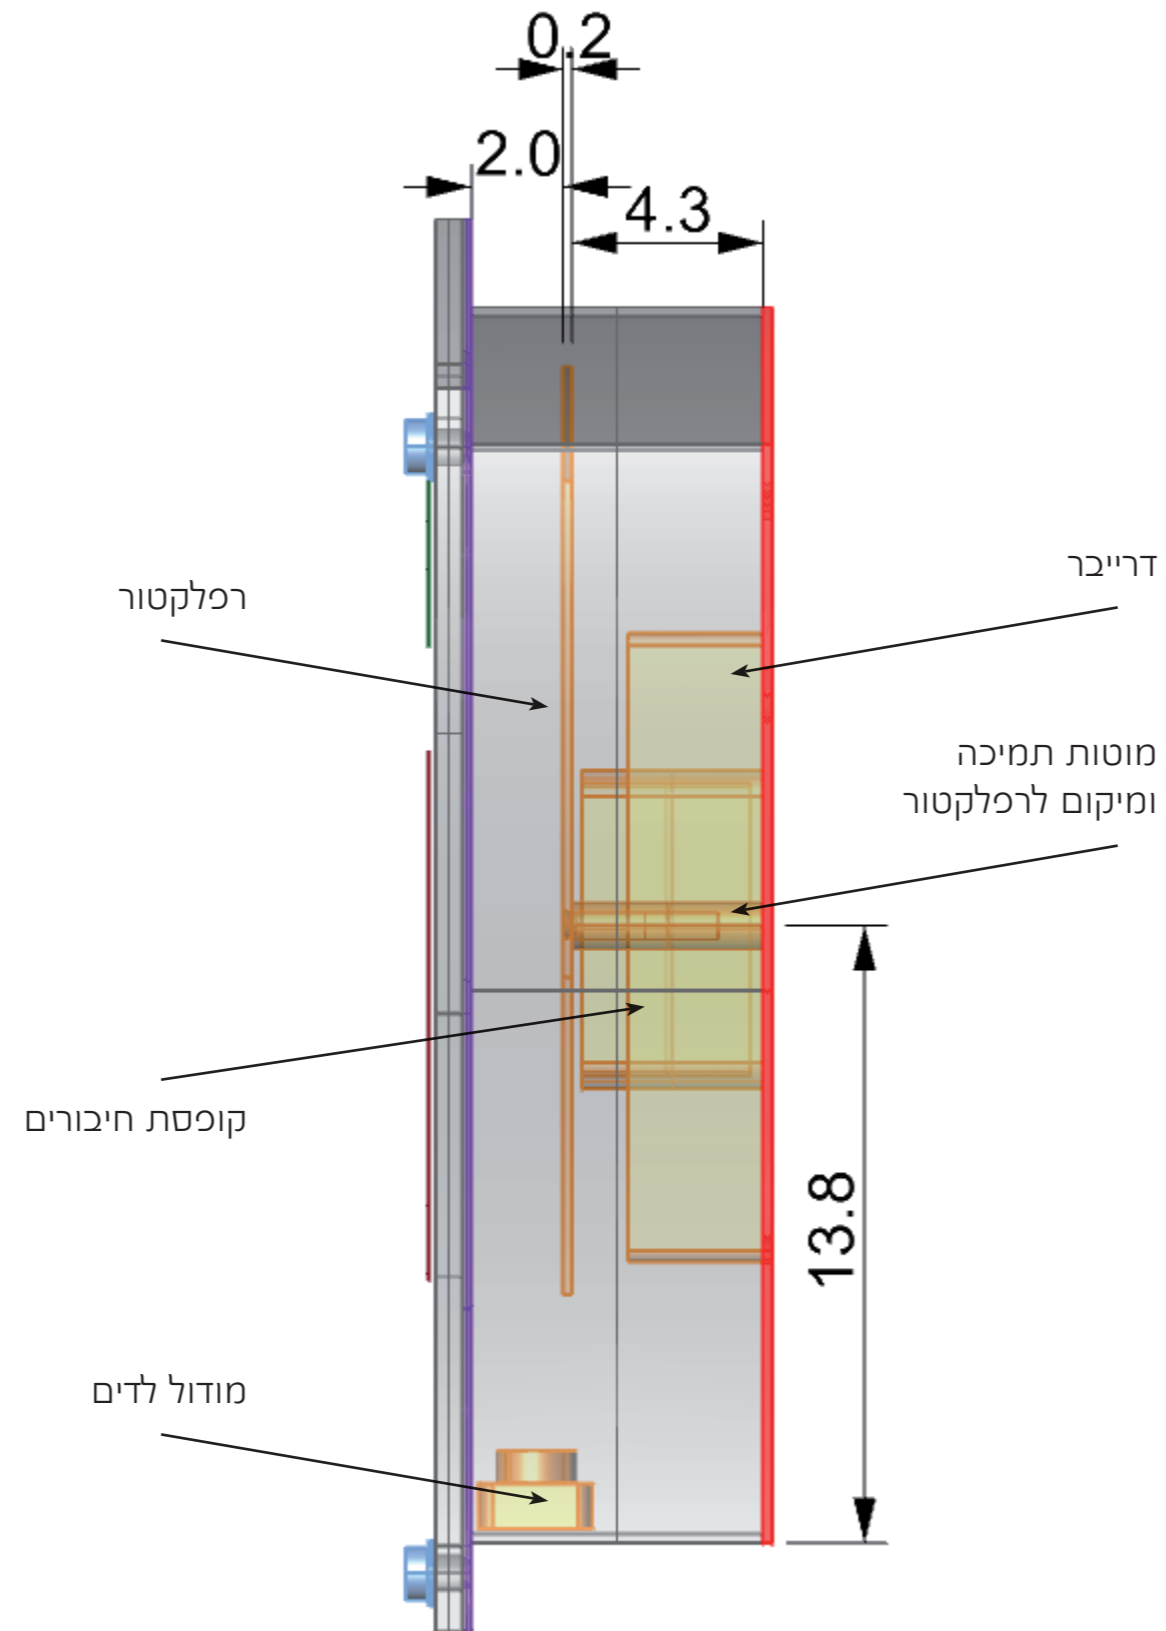 0.2
2.0
4.3
דרייבר
רפלקטור
מוטות תמיכה
ומיקום לרפלקטור
קופסת חיבורים
13.8
מודול לדים